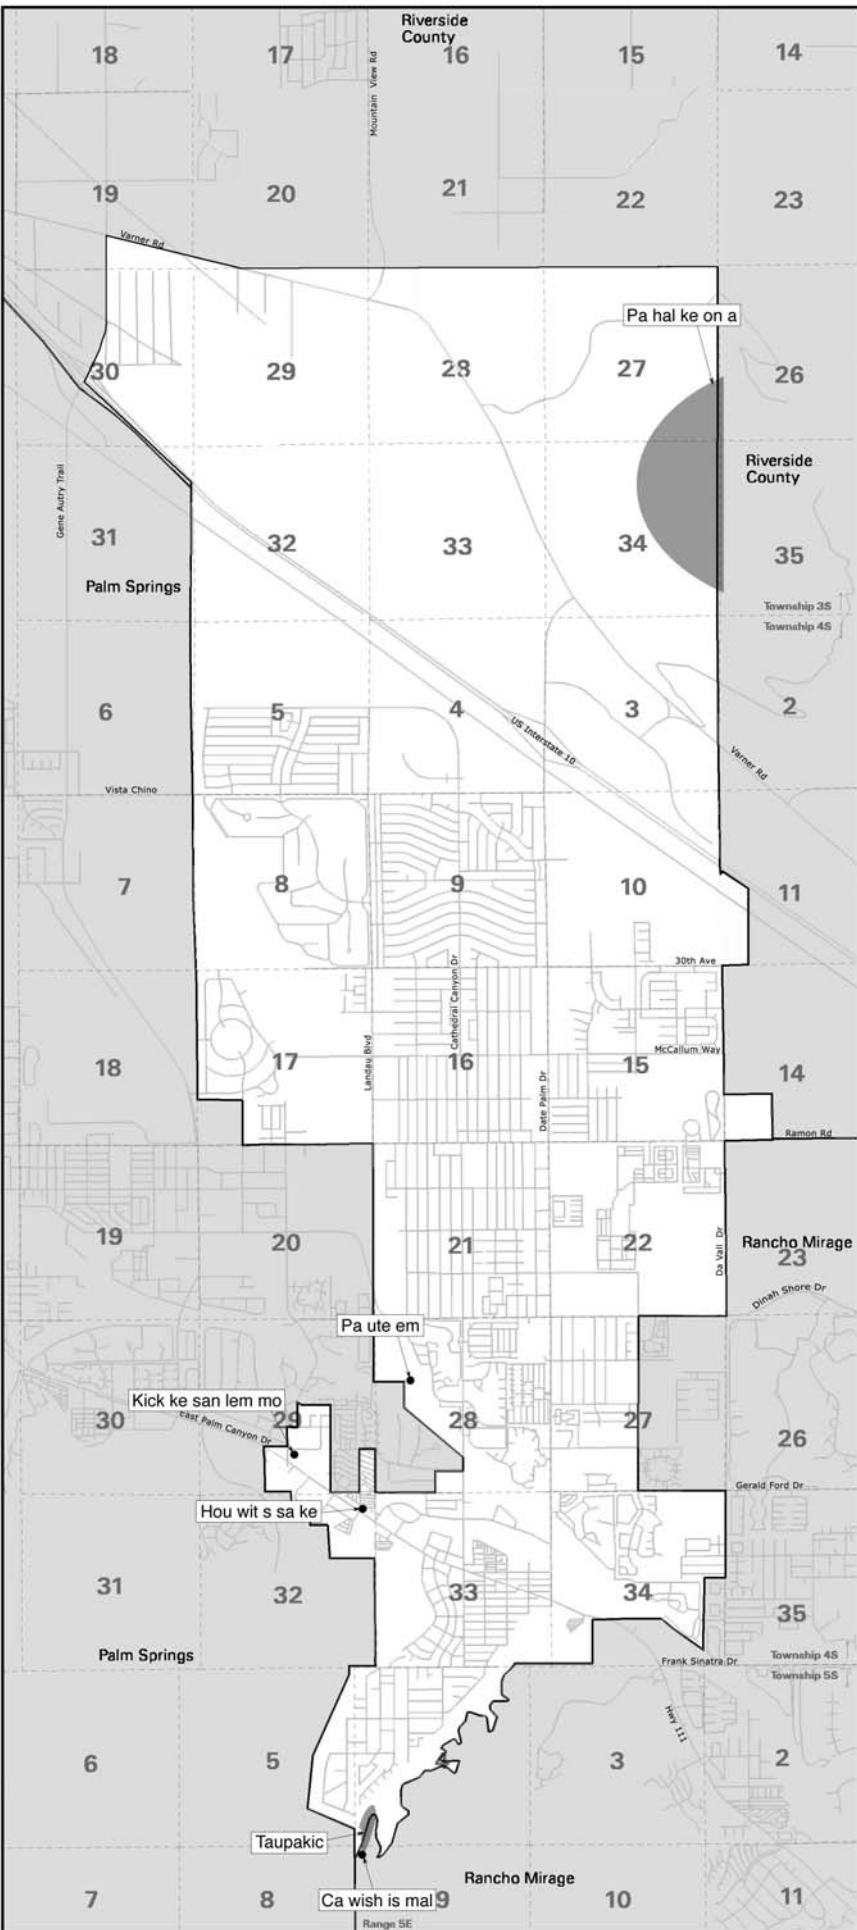 Riverside
County
18
17
16
15
14
Mountain View Rd
19
20
21
22
23
Varner Rd
Pa hal ke on a
30
29
28
27
26
Riverside
County
Gene Autry Trail
31
32
33
34
35
Palm Springs
Township 3S
Township 4S
6
5
4
3
2
US Interstate 10
Varner Rd
Vista Chino
7
8
9
10
11
30th Ave
Cathedral Canyon Dr
Landau Blvd
McCallum Way
18
17
16
15
14
Date Palm Dr
Ramon Rd
19
20
21
22
Rancho Mirage
23
Da Vall Dr
Dinah Shore Dr
Pa ute em
Kick ke san lem mo
30
East Palm Canyon Dr
29
28
27
26
Gerald Ford Dr
Hou wit s sa ke
31
32
33
34
35
Palm Springs
Frank Sinatra Dr
Township 4S
Township 5S
Hwy 111
6
5
3
2
Taupakic
Rancho Mirage
7
8
Ca wish is mal
9
10
11
Range 5E